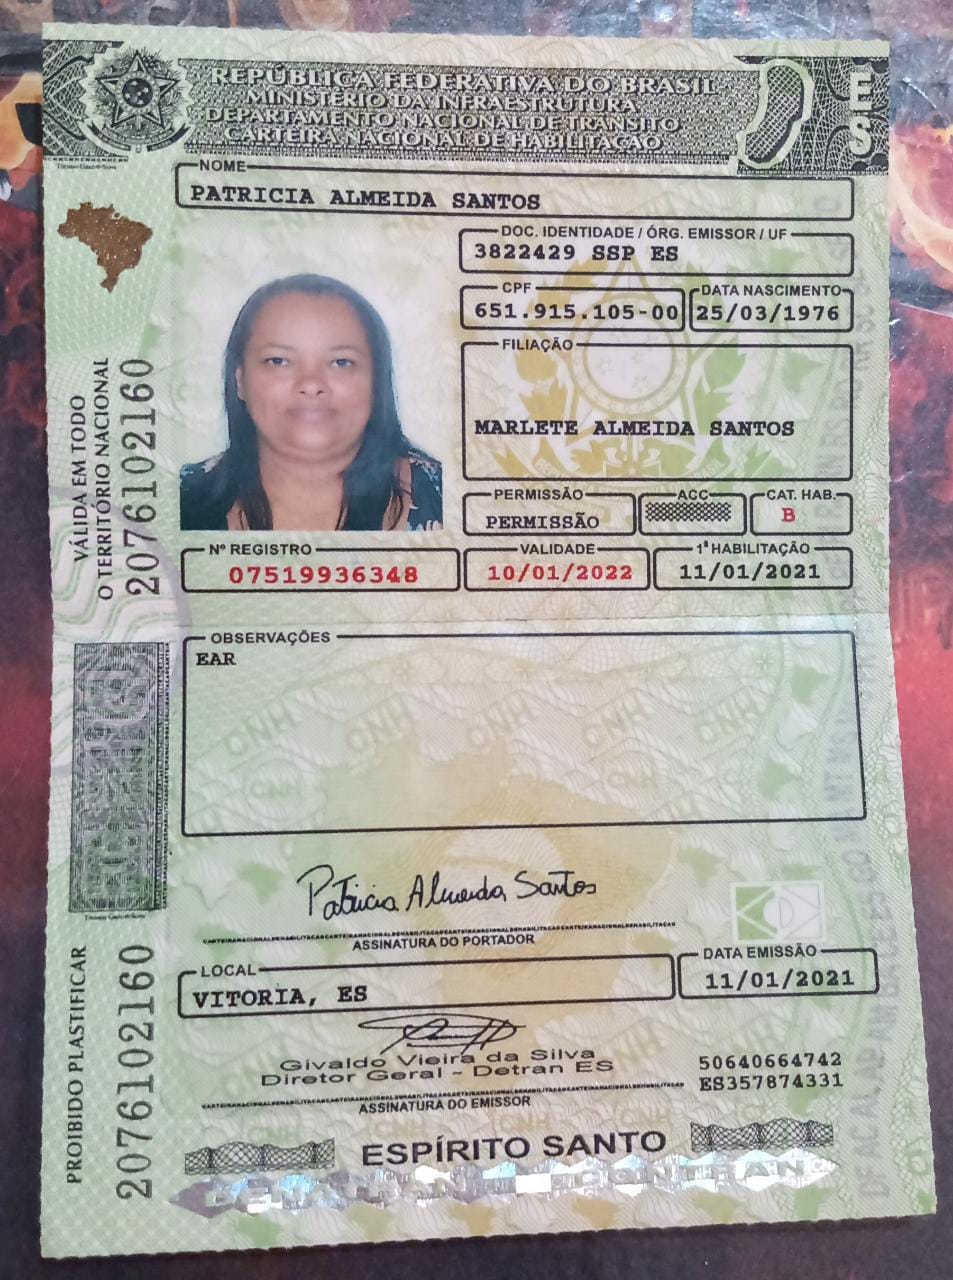 REPÚBLICA FEDERATIVA DO BRASIL
MINISTÉRIO DA INFRAESTRUTURA
DEPARTAMENTO NACIONAL DE TRÂNSITO
CARTEIRA NACIONAL DE HABILITAÇÃO
ES
NOME
PATRICIA ALMEIDA SANTOS
DOC. IDENTIDADE / ÓRG. EMISSOR / UF
3822429 SSP ES
CPF
651.915.105-00
DATA NASCIMENTO
25/03/1976
FILIAÇÃO
MARLETE ALMEIDA SANTOS
PERMISSÃO
PERMISSÃO
ACC
CAT. HAB.
B
Nº REGISTRO
07519936348
VALIDADE
10/01/2022
1ª HABILITAÇÃO
11/01/2021
VÁLIDA EM TODO
O TERRITÓRIO NACIONAL
2076102160
OBSERVAÇÕES
EAR
Patricia Almeida Santos
ASSINATURA DO PORTADOR
LOCAL
VITORIA, ES
DATA EMISSÃO
11/01/2021
Givaldo Vieira da Silva
Diretor Geral - Detran ES
50640664742
ES357874331
ASSINATURA DO EMISSOR
PROIBIDO PLASTIFICAR
2076102160
ESPÍRITO SANTO